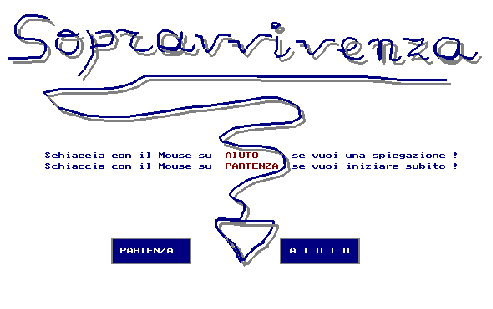 Sopravvivenza
Schiaccia con il Mouse su AIUTO se vuoi una spiegazione !
Schiaccia con il Mouse su PARTENZA se vuoi iniziare subito !
PARTENZA
A I U T O